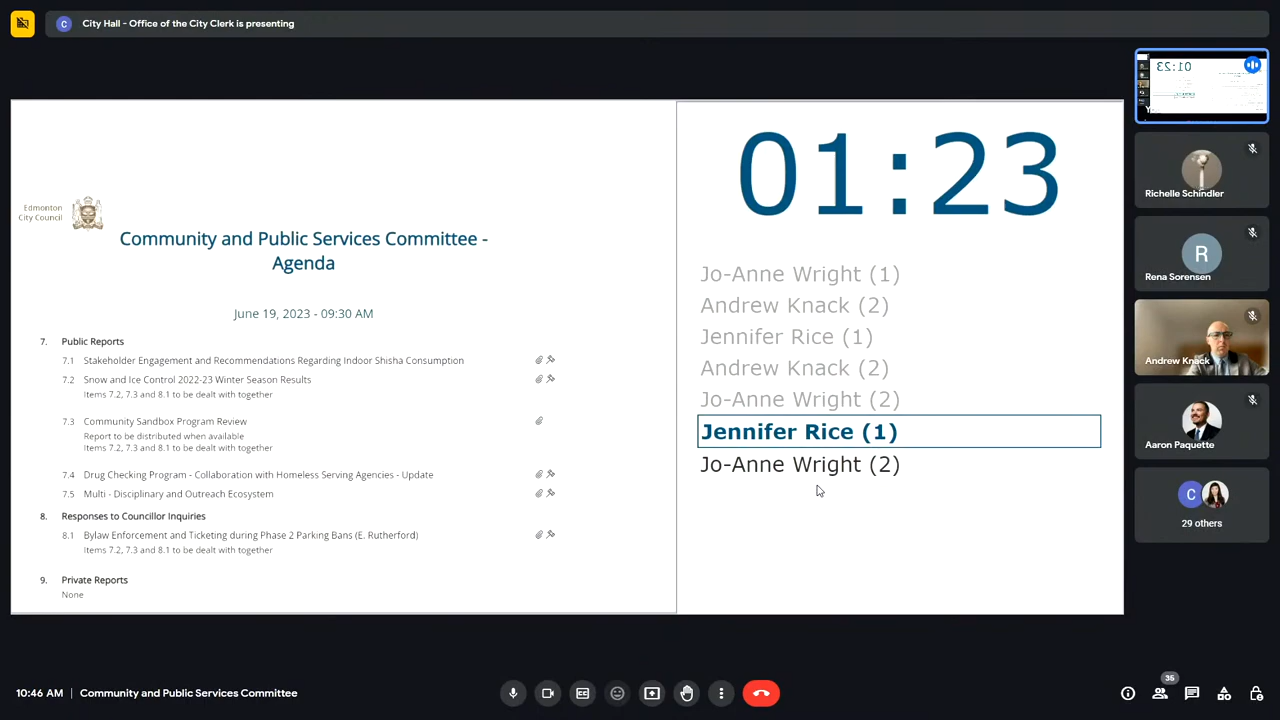 City Hall - Office of the City Clerk is presenting
C
Edmonton
City Council
Community and Public Services Committee -
Agenda
June 19, 2023 - 09:30 AM
7. Public Reports
7.1 Stakeholder Engagement and Recommendations Regarding Indoor Shisha Consumption
7.2 Snow and Ice Control 2022-23 Winter Season Results
Items 7.2, 7.3 and 8.1 to be dealt with together
7.3 Community Sandbox Program Review
Report to be distributed when available
Items 7.2, 7.3 and 8.1 to be dealt with together
7.4 Drug Checking Program - Collaboration with Homeless Serving Agencies - Update
7.5 Multi - Disciplinary and Outreach Ecosystem
8. Responses to Councillor Inquiries
8.1 Bylaw Enforcement and Ticketing during Phase 2 Parking Bans (E. Rutherford)
Items 7.2, 7.3 and 8.1 to be dealt with together
9. Private Reports
None
01:23
Jo-Anne Wright (1)
Andrew Knack (2)
Jennifer Rice (1)
Andrew Knack (2)
Jo-Anne Wright (2)
Jennifer Rice (1)
Jo-Anne Wright (2)
01:23
Richelle Schindler
R
Rena Sorensen
Andrew Knack
Aaron Paquette
C
29 others
10:46 AM | Community and Public Services Committee
35